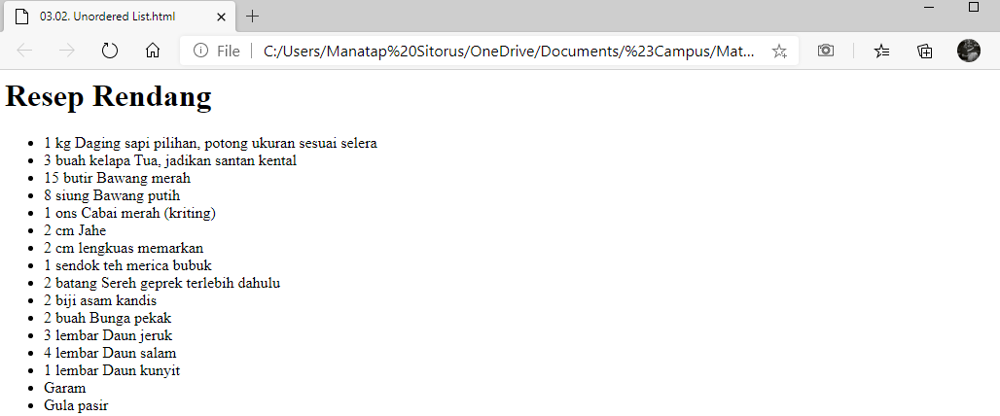 03.02. Unordered List.html
File
C:/Users/Manatap%20Sitorus/OneDrive/Documents/%23Campus/Mat...
Resep Rendang
1 kg Daging sapi pilihan, potong ukuran sesuai selera
3 buah kelapa Tua, jadikan santan kental
15 butir Bawang merah
8 siung Bawang putih
1 ons Cabai merah (kriting)
2 cm Jahe
2 cm lengkuas memarkan
1 sendok teh merica bubuk
2 batang Sereh geprek terlebih dahulu
2 biji asam kandis
2 buah Bunga pekak
3 lembar Daun jeruk
4 lembar Daun salam
1 lembar Daun kunyit
Garam
Gula pasir